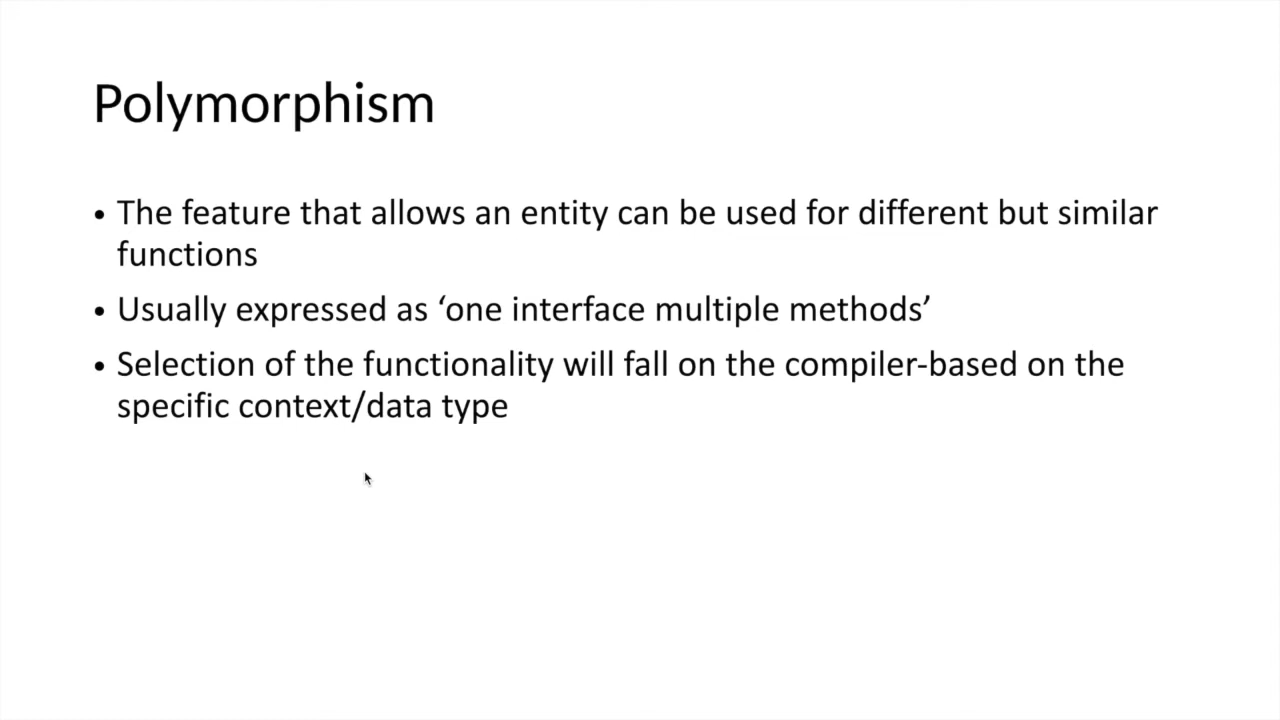 Polymorphism
• The feature that allows an entity can be used for different but similar
functions
• Usually expressed as ‘one interface multiple methods’
• Selection of the functionality will fall on the compiler-based on the
specific context/data type